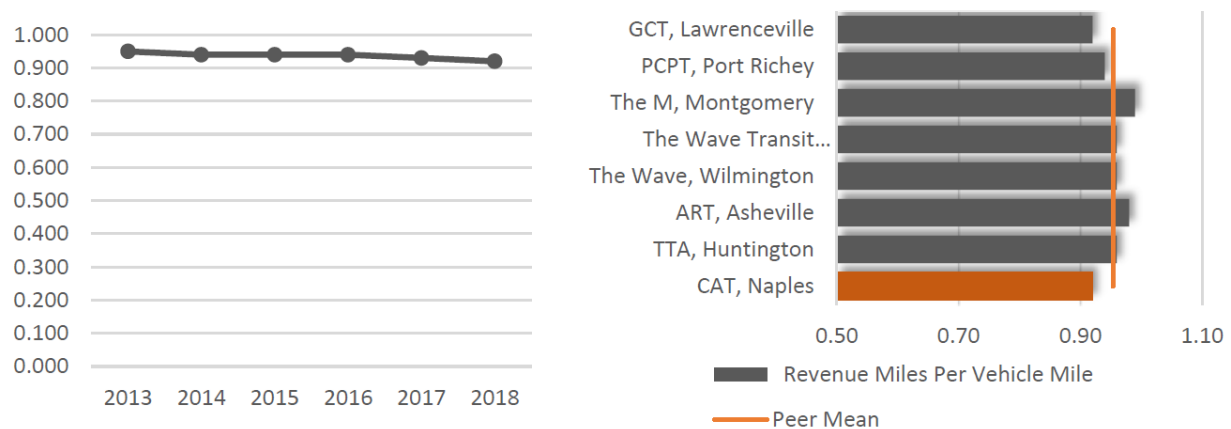 1.000
0.900
0.800
0.700
0.600
0.500
0.400
0.300
0.200
0.100
0.000
2013 2014 2015 2016 2017 2018
GCT, Lawrenceville
PCPT, Port Richey
The M, Montgomery
The Wave Transit...
The Wave, Wilmington
ART, Asheville
TTA, Huntington
CAT, Naples
0.50 0.70 0.90 1.10
Revenue Miles Per Vehicle Mile
Peer Mean